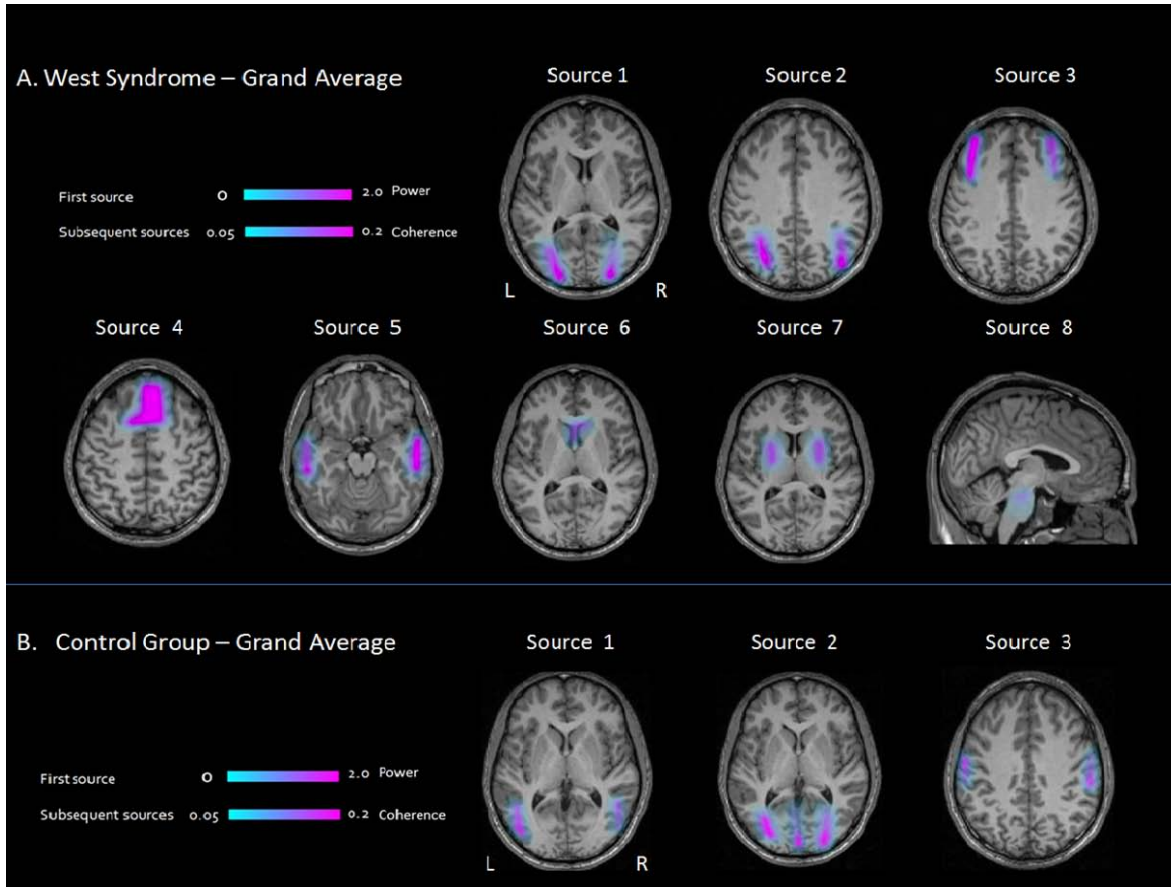 A. West Syndrome – Grand Average
Source 1
Source 2
Source 3
First source 0 2.0 Power
Subsequent sources 0.05 0.2 Coherence
L R
Source 4
Source 5
Source 6
Source 7
Source 8
B. Control Group – Grand Average
Source 1
Source 2
Source 3
First source 0 2.0 Power
Subsequent sources 0.05 0.2 Coherence
L R